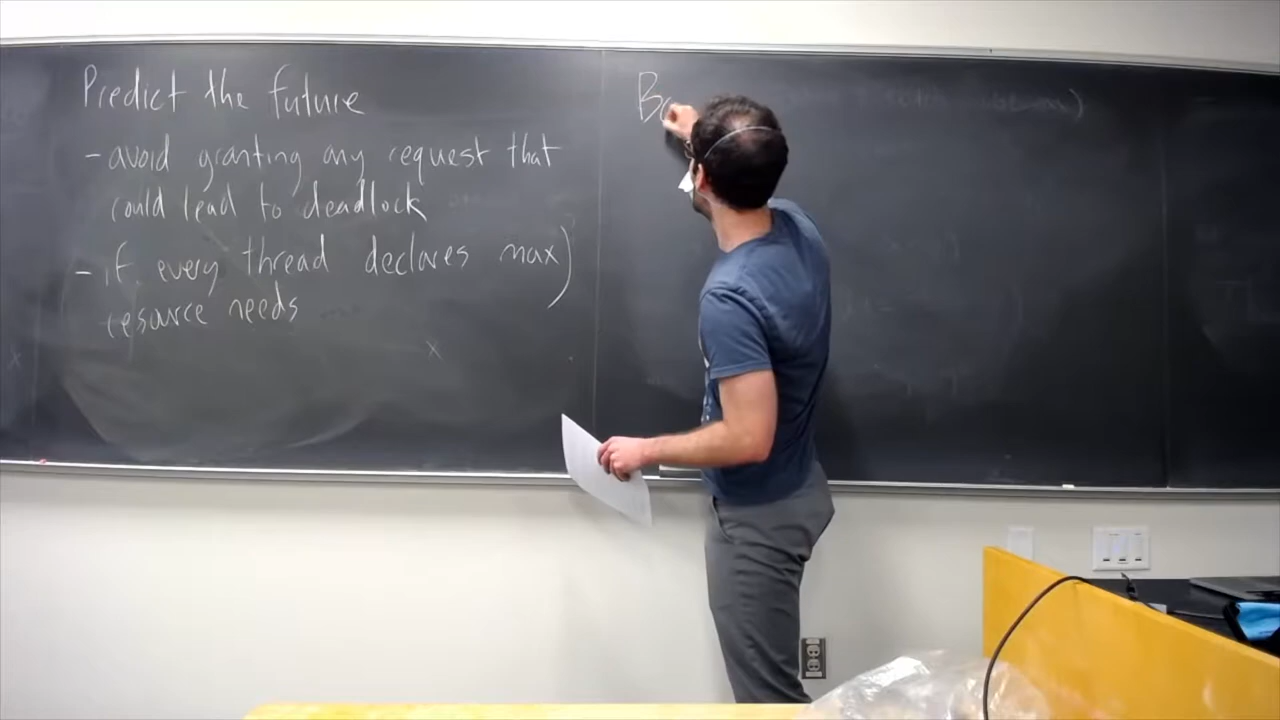 Predict the future
- avoid granting any request that
could lead to deadlock
- if every thread declares max)
resource needs
Ba